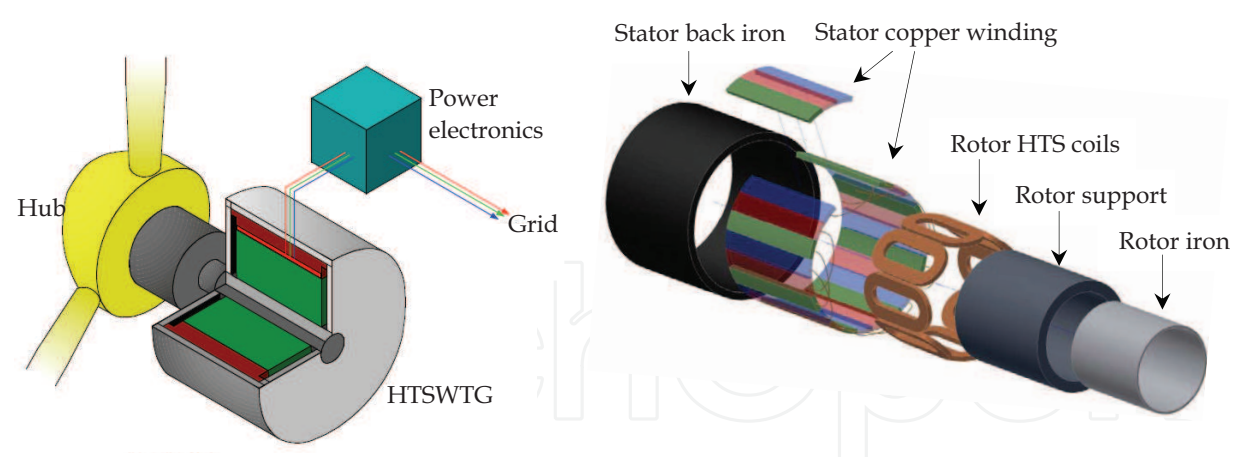 Power
electronics
Hub
Grid
HTSWTG
Stator back iron
Stator copper winding
Rotor HTS coils
Rotor support
Rotor iron